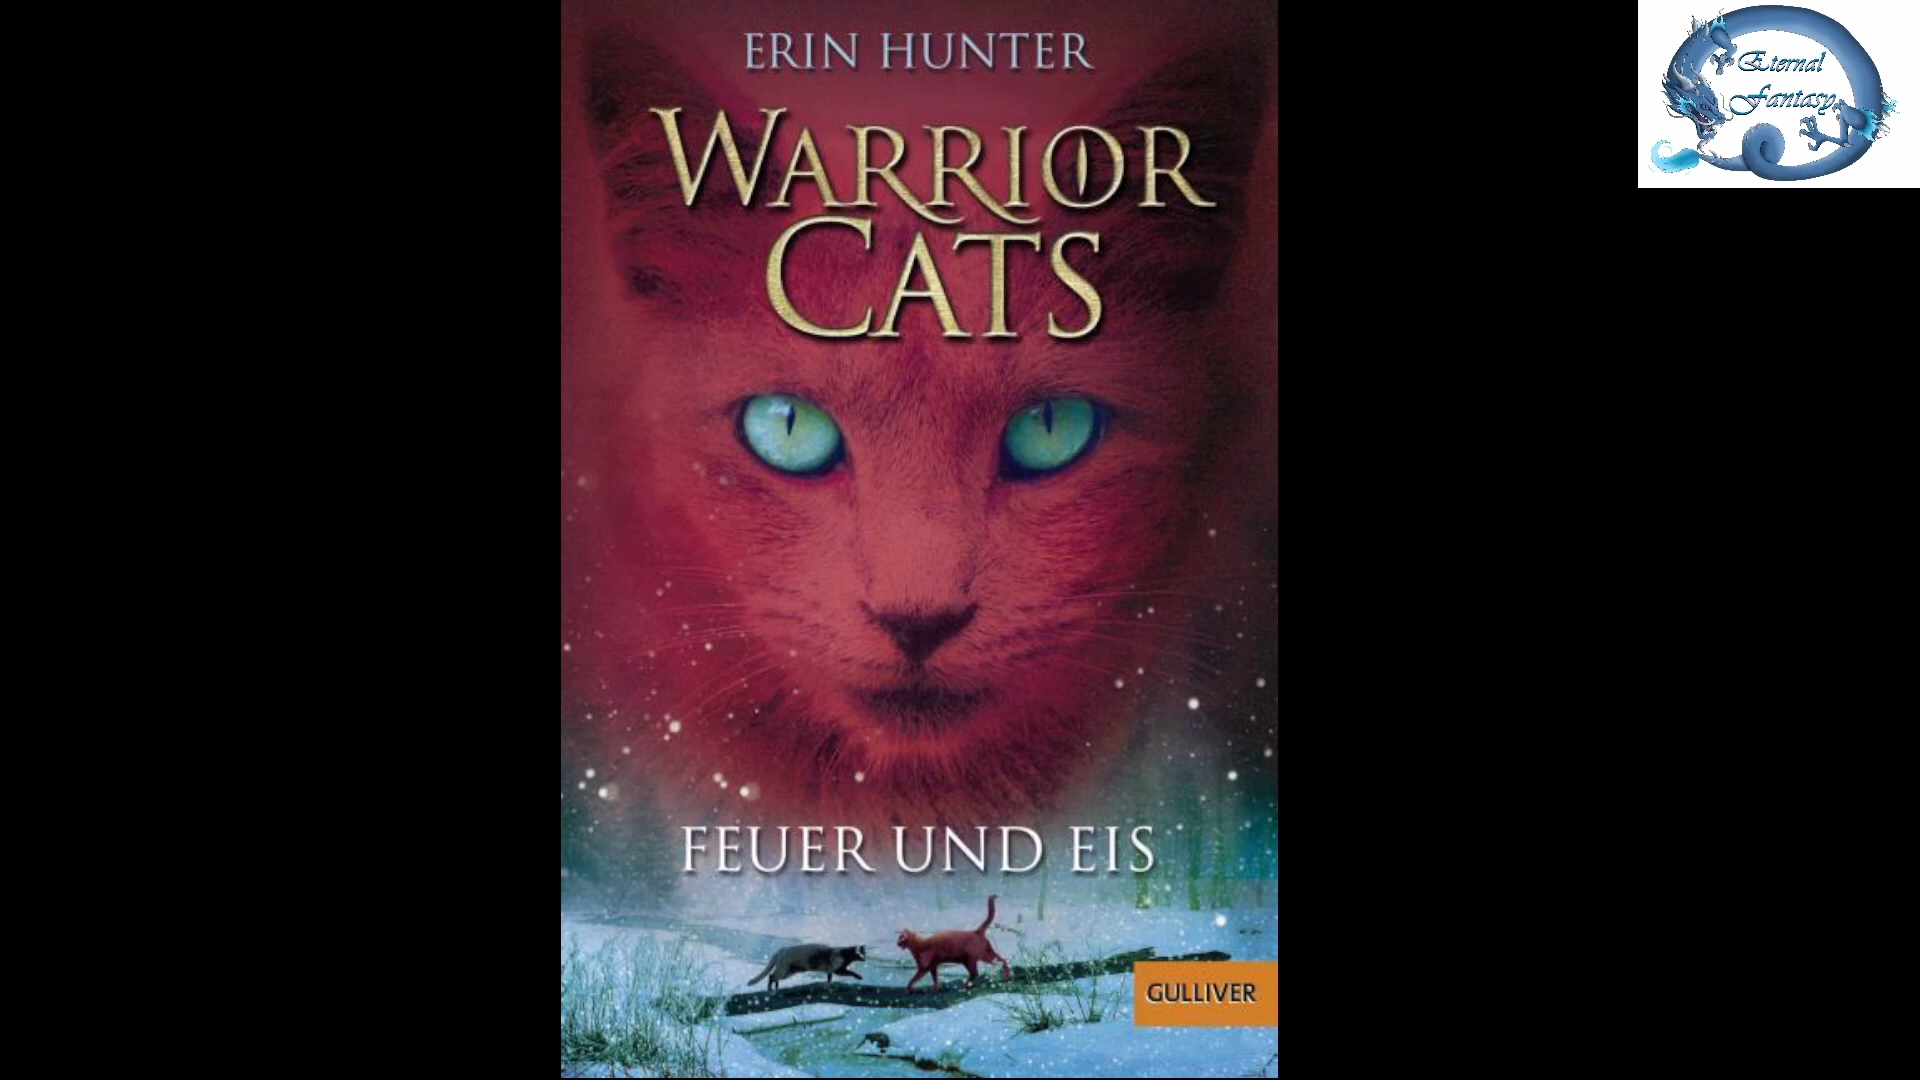 ERIN HUNTER
WARRIOR
CATS
FEUER UND EIS
GULLIVER
Eternal
Fantasy